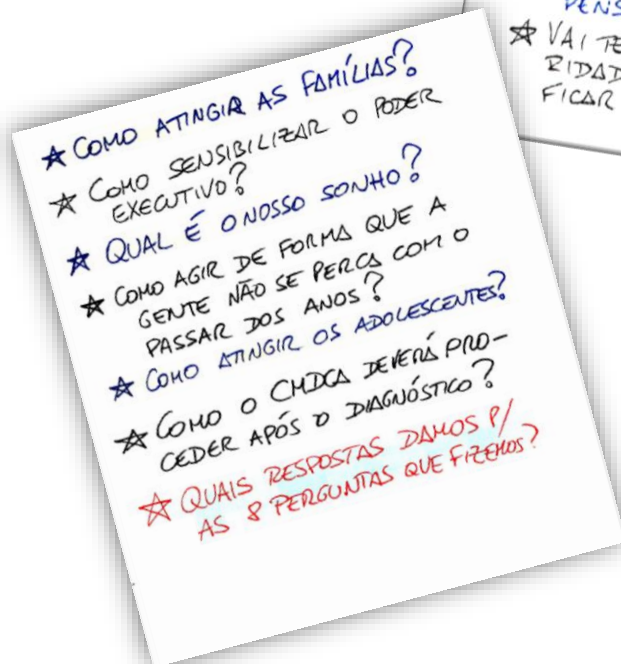 ★ COMO ATINGIR AS FAMÍLIAS?
★ COMO SENSIBILIZAR O PODER
EXECUTIVO?
★ QUAL É O NOSSO SONHO?
★ COMO AGIR DE FORMA QUE A
GENTE NÃO SE PERCA COM O
PASSAR DOS ANOS?
★ COMO ATINGIR OS ADOLESCENTES?
★ COMO O CMDCA DEVERÁ PRO-
CEDER APÓS O DIAGNÓSTICO?
★ QUAIS RESPOSTAS DAMOS P/
AS 8 PERGUNTAS QUE FIZEMOS?
★ VAI
FICAR